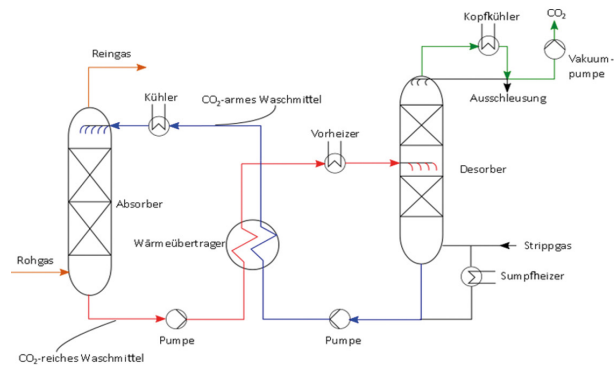 Kopfkühler
CO₂
Reingas
Vakuum-
pumpe
Kühler
CO₂-armes Waschmittel
Ausschleusung
Vorheizer
Desorber
Absorber
Wärmeübertrager
Strippgas
Rohgas
Sumpfheizer
Pumpe
Pumpe
CO₂-reiches Waschmittel